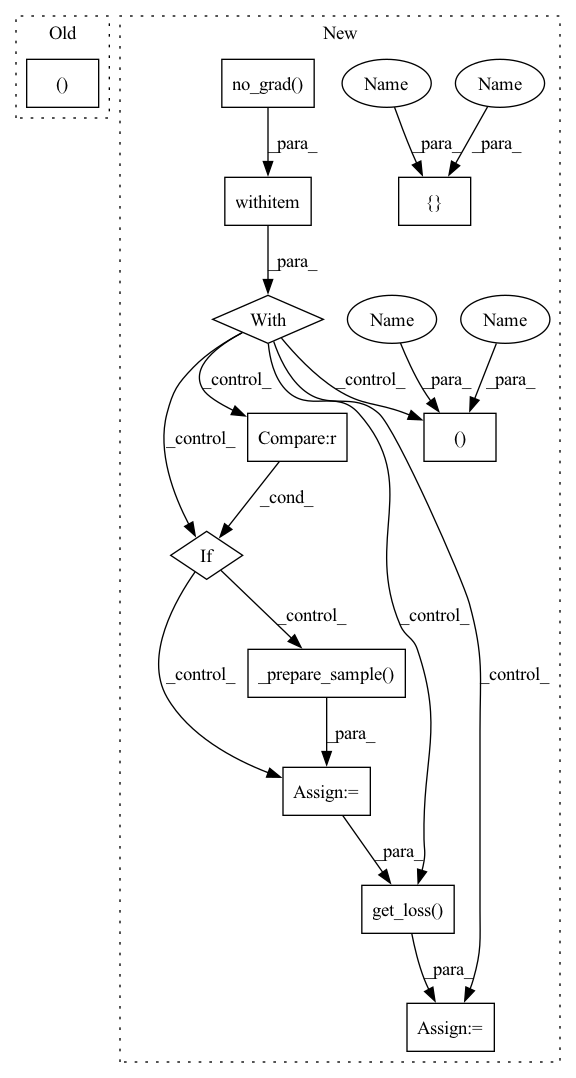 Old
New
()
no_grad()
Name
Name
_para_
_para_
_para_
withitem
{}
_para_
With
Name
Name
_control_
_control_
_para_
_para_
_control_
Compare:r
()
_cond_
If
_control_
_control_
_control_
_control_
_prepare_sample()
_para_
Assign:=
_para_
get_loss()
_para_
Assign:=